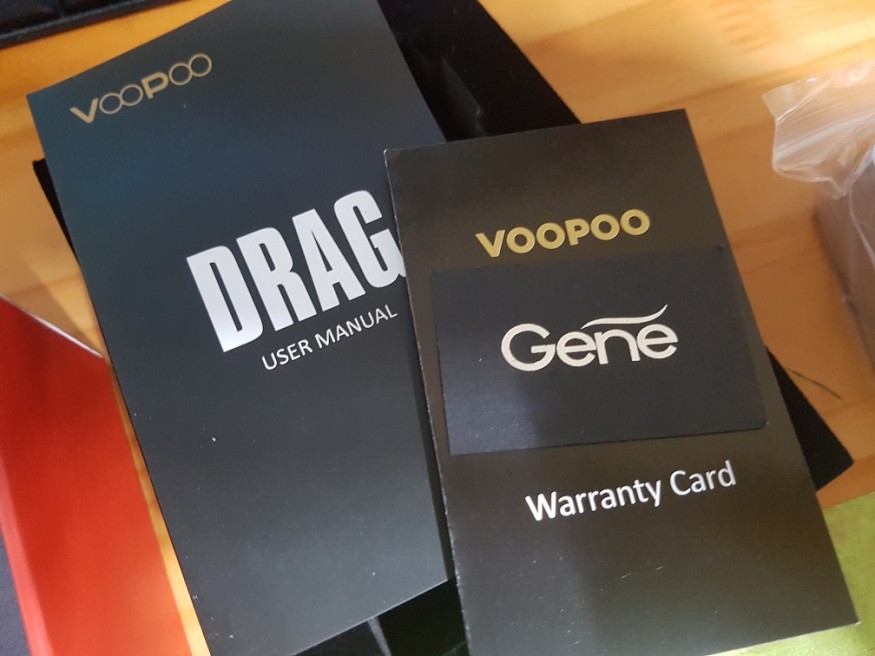 VOOPOO
DRAG
USER MANUAL
VOOPOO
Gene
Warranty Card